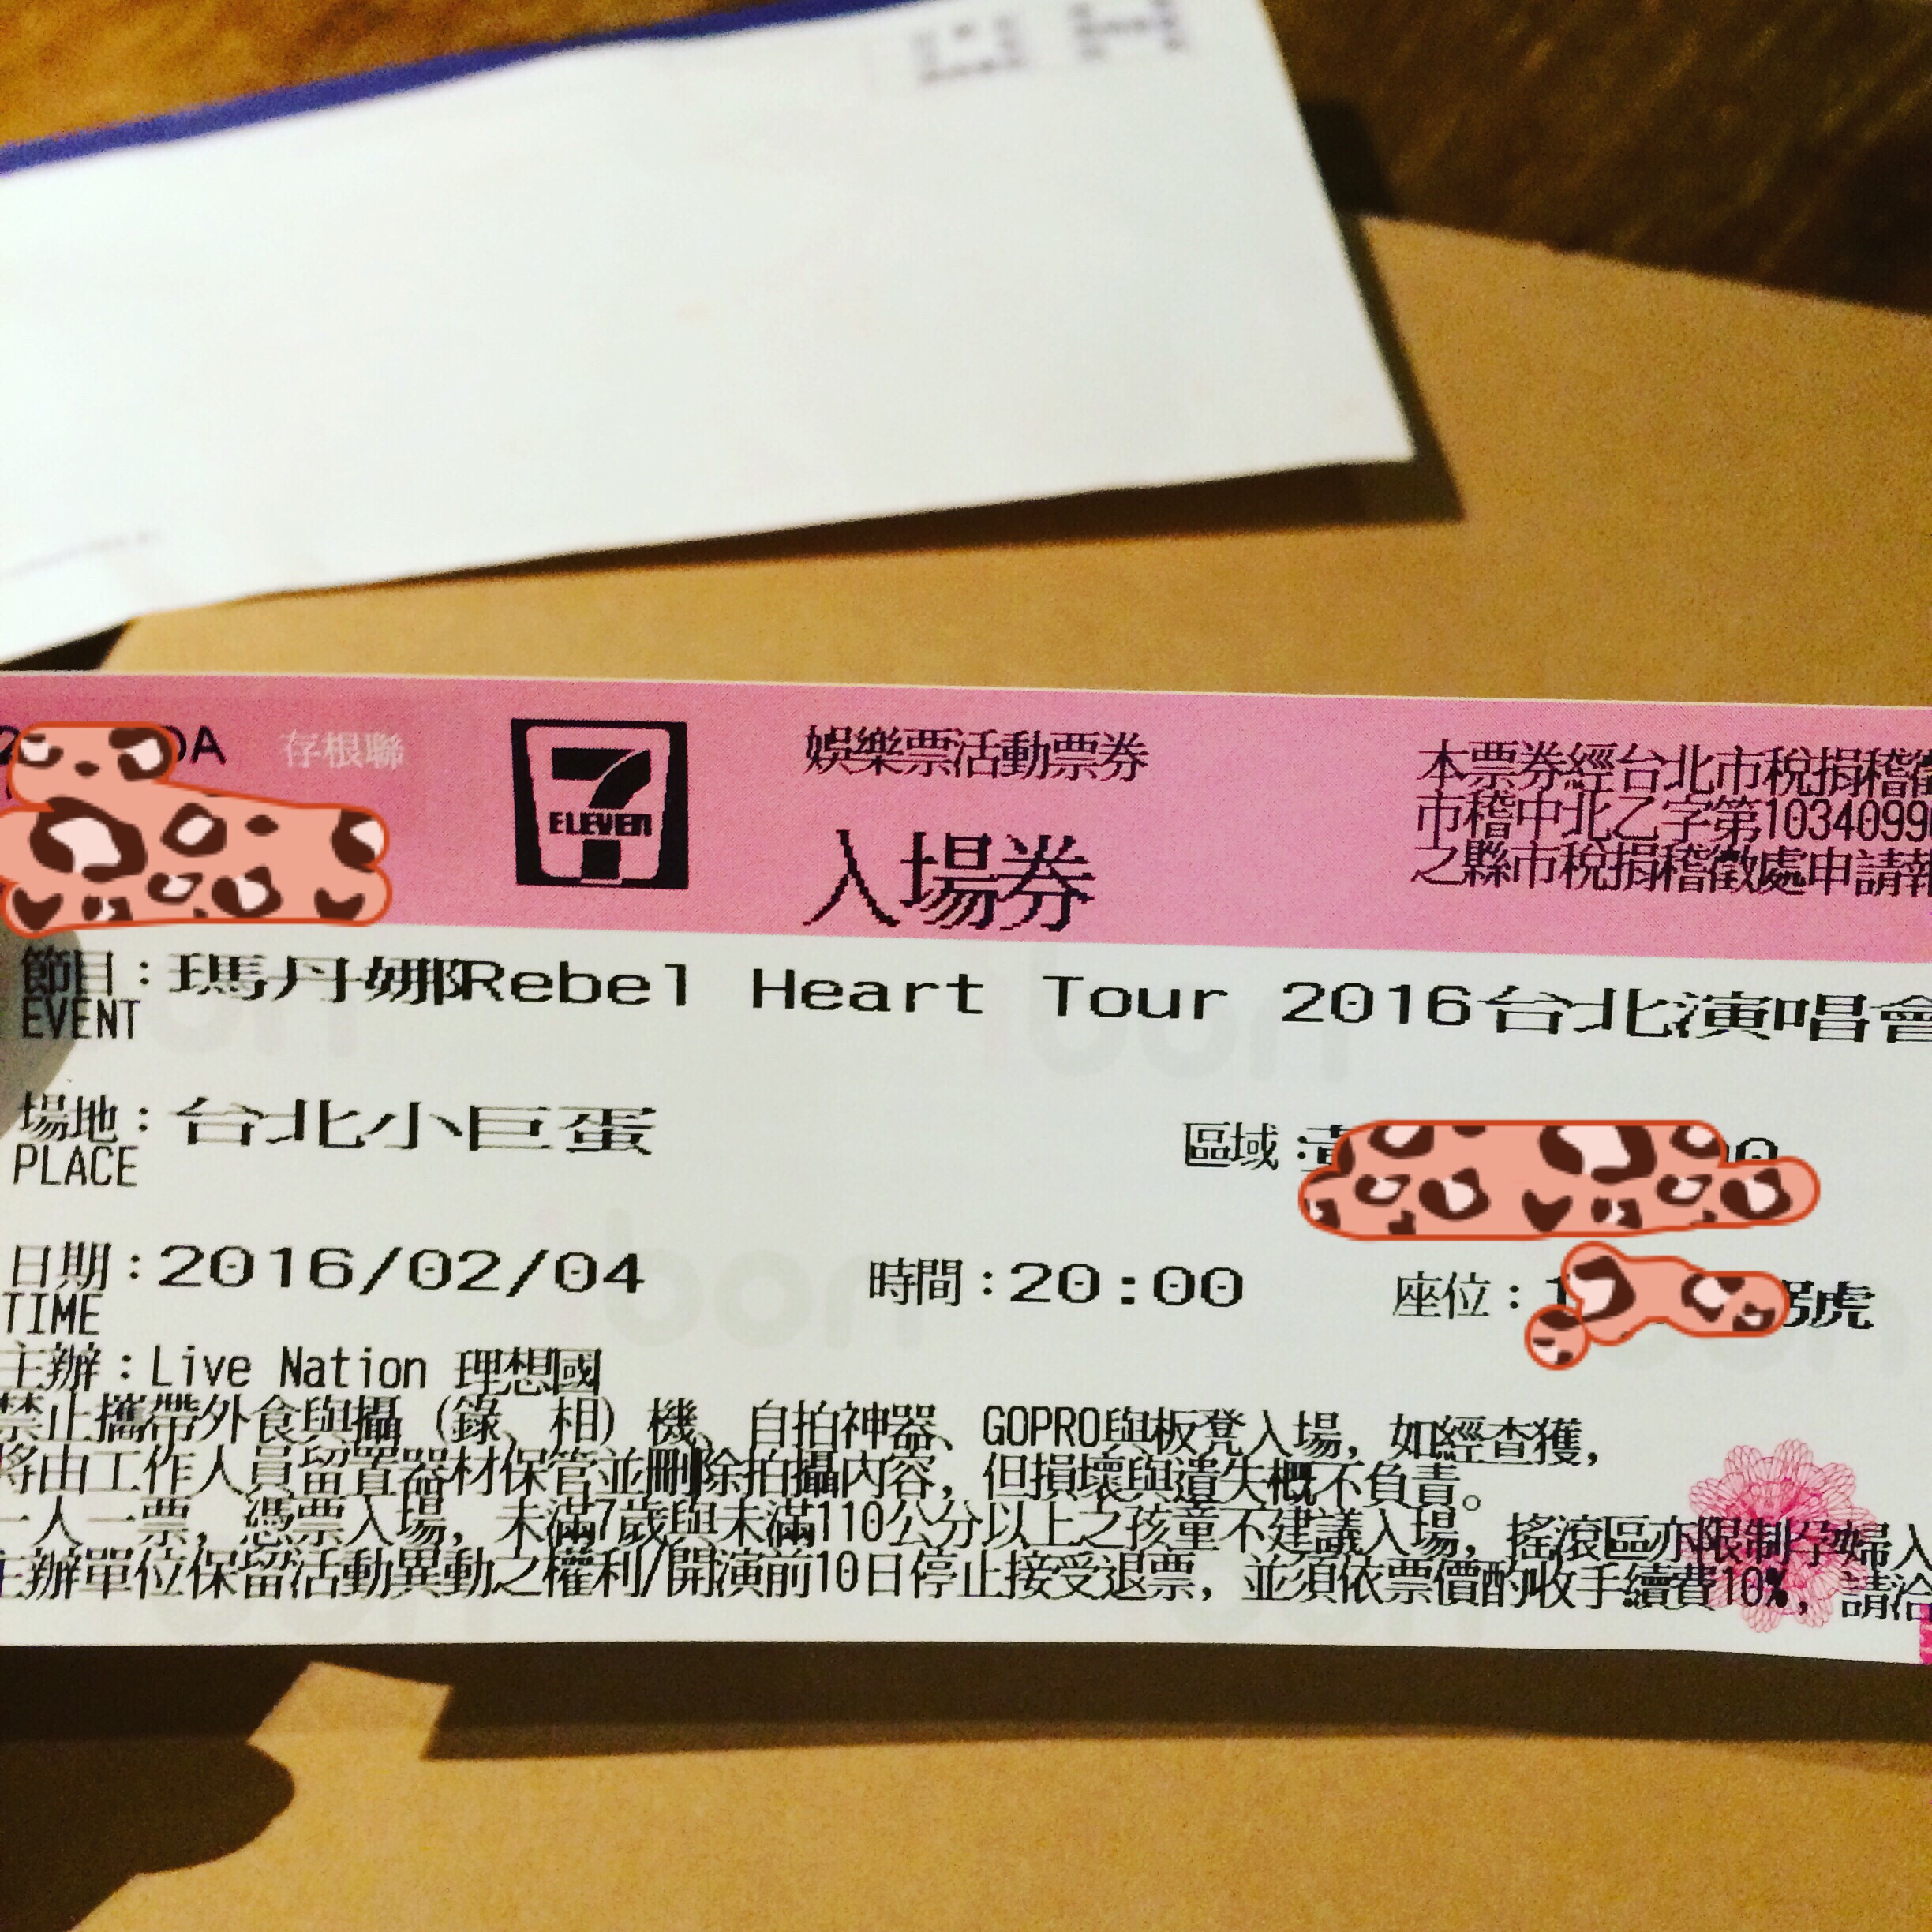 DA 存根聯
7
ELEVEN
娛樂票活動票券
入場券
本票券經台北市稅捐稽徵
市稽中北乙字第1034099
之縣市稅捐稽徵處申請報
節目：瑪丹娜Rebel Heart Tour 2016台北演唱會
EVENT
場地：台北小巨蛋
PLACE
區域：
日期：2016/02/04 時間：20:00 座位： 號
TIME
主辦：Live Nation 理想國
禁止攜帶外食與攝（錄、相）機、自拍神器、GOPRO與板凳入場，如經查獲，
將由工作人員留置器材保管並刪除拍攝內容，但損壞與遺失概不負責。
一人一票，憑票入場，未滿7歲與未滿110公分以上之孩童不建議入場，搖滾區亦限制孕婦入
主辦單位保留活動異動之權利/開演前10日停止接受退票，並須依票價酌收手續費10%，請洽